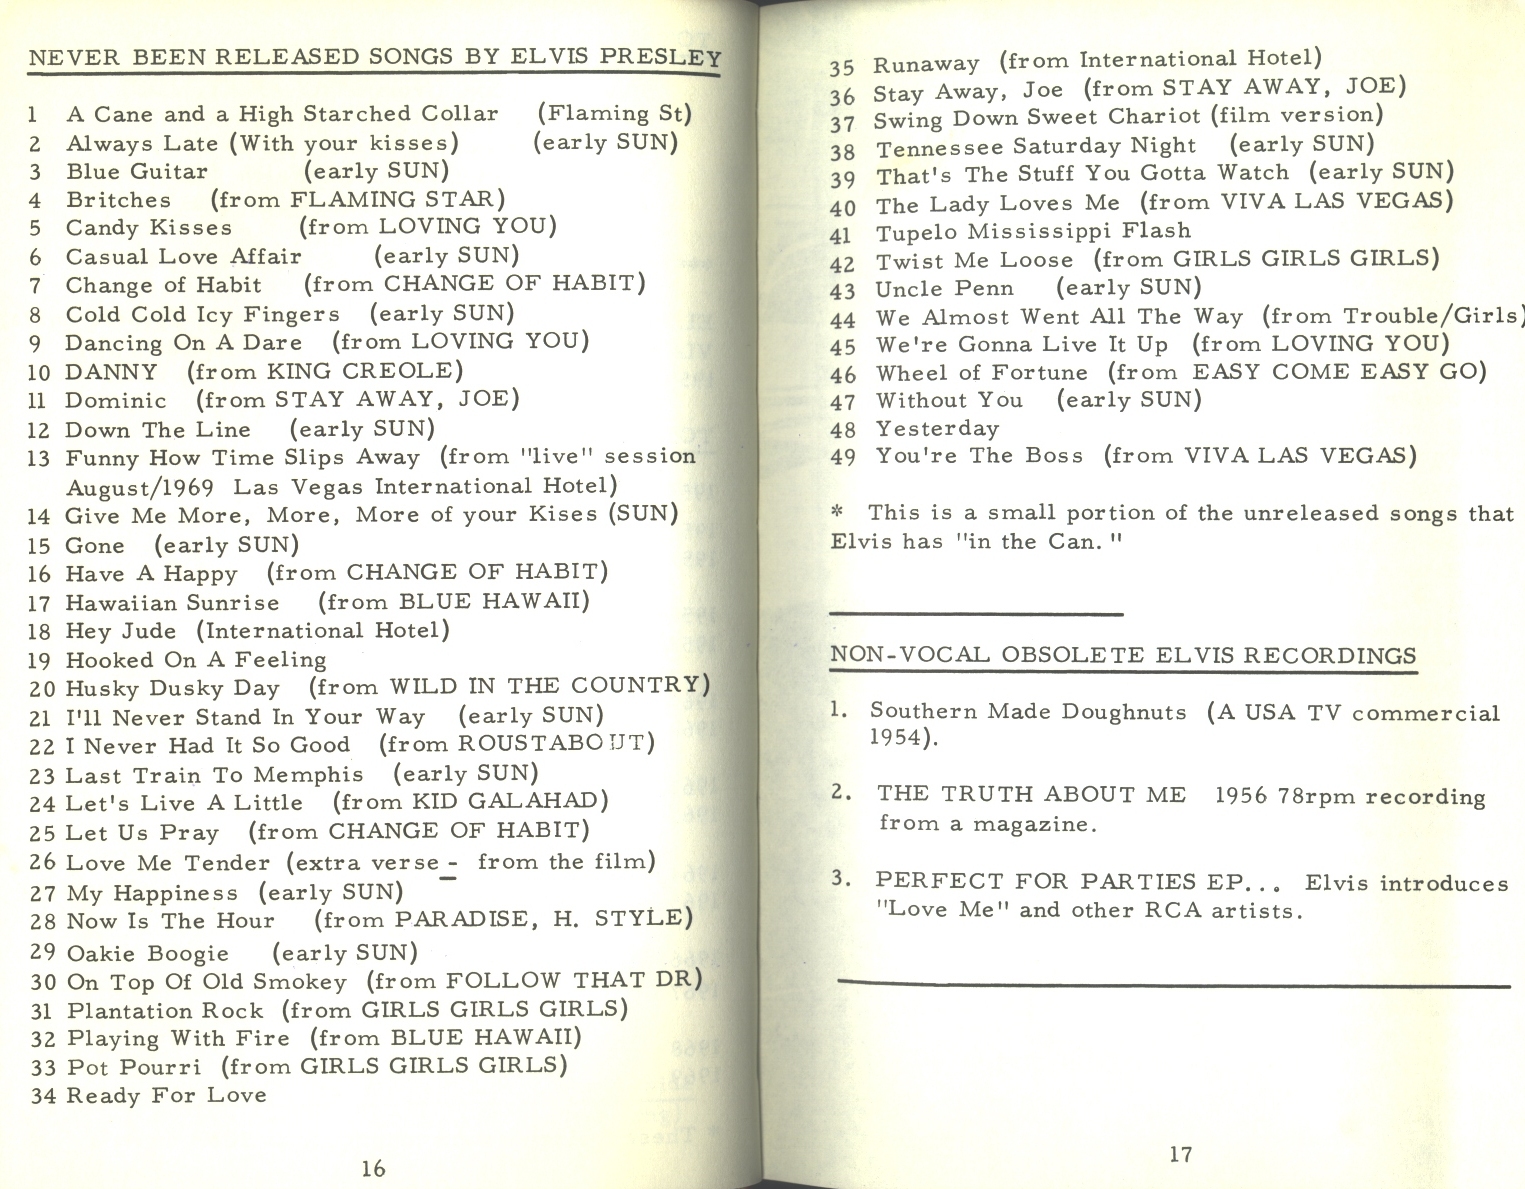 NEVER BEEN RELEASED SONGS BY ELVIS PRESLEY
1 A Cane and a High Starched Collar (Flaming St)
2 Always Late (With your kisses) (early SUN)
3 Blue Guitar (early SUN)
4 Britches (from FLAMING STAR)
5 Candy Kisses (from LOVING YOU)
6 Casual Love Affair (early SUN)
7 Change of Habit (from CHANGE OF HABIT)
8 Cold Cold Icy Fingers (early SUN)
9 Dancing On A Dare (from LOVING YOU)
10 DANNY (from KING CREOLE)
11 Dominic (from STAY AWAY, JOE)
12 Down The Line (early SUN)
13 Funny How Time Slips Away (from "live" session
August/1969 Las Vegas International Hotel)
14 Give Me More, More, More of your Kises (SUN)
15 Gone (early SUN)
16 Have A Happy (from CHANGE OF HABIT)
17 Hawaiian Sunrise (from BLUE HAWAII)
18 Hey Jude (International Hotel)
19 Hooked On A Feeling
20 Husky Dusky Day (from WILD IN THE COUNTRY)
21 I'll Never Stand In Your Way (early SUN)
22 I Never Had It So Good (from ROUSTABOUT)
23 Last Train To Memphis (early SUN)
24 Let's Live A Little (from KID GALAHAD)
25 Let Us Pray (from CHANGE OF HABIT)
26 Love Me Tender (extra verse - from the film)
27 My Happiness (early SUN)
28 Now Is The Hour (from PARADISE, H. STYLE)
29 Oakie Boogie (early SUN)
30 On Top Of Old Smokey (from FOLLOW THAT DR)
31 Plantation Rock (from GIRLS GIRLS GIRLS)
32 Playing With Fire (from BLUE HAWAII)
33 Pot Pourri (from GIRLS GIRLS GIRLS)
34 Ready For Love
16
35 Runaway (from International Hotel)
36 Stay Away, Joe (from STAY AWAY, JOE)
37 Swing Down Sweet Chariot (film version)
38 Tennessee Saturday Night (early SUN)
39 That's The Stuff You Gotta Watch (early SUN)
40 The Lady Loves Me (from VIVA LAS VEGAS)
41 Tupelo Mississippi Flash
42 Twist Me Loose (from GIRLS GIRLS GIRLS)
43 Uncle Penn (early SUN)
44 We Almost Went All The Way (from Trouble/Girls)
45 We're Gonna Live It Up (from LOVING YOU)
46 Wheel of Fortune (from EASY COME EASY GO)
47 Without You (early SUN)
48 Yesterday
49 You're The Boss (from VIVA LAS VEGAS)
* This is a small portion of the unreleased songs that
Elvis has "in the Can."
NON-VOCAL OBSOLETE ELVIS RECORDINGS
1. Southern Made Doughnuts (A USA TV commercial
1954).
2. THE TRUTH ABOUT ME 1956 78rpm recording
from a magazine.
3. PERFECT FOR PARTIES EP... Elvis introduces
"Love Me" and other RCA artists.
17